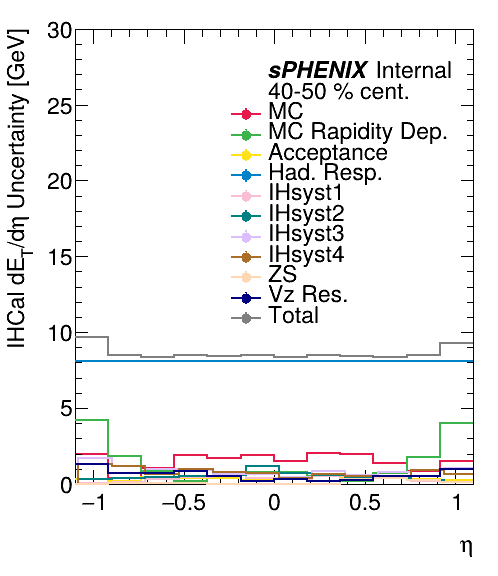 IHCal dE_T/dη Uncertainty [GeV]
30
25
20
15
10
5
0
sPHENIX Internal
40-50 % cent.
MC
MC Rapidity Dep.
Acceptance
Had. Resp.
IHsyst1
IHsyst2
IHsyst3
IHsyst4
ZS
Vz Res.
Total
−1 −0.5 0 0.5 1
η